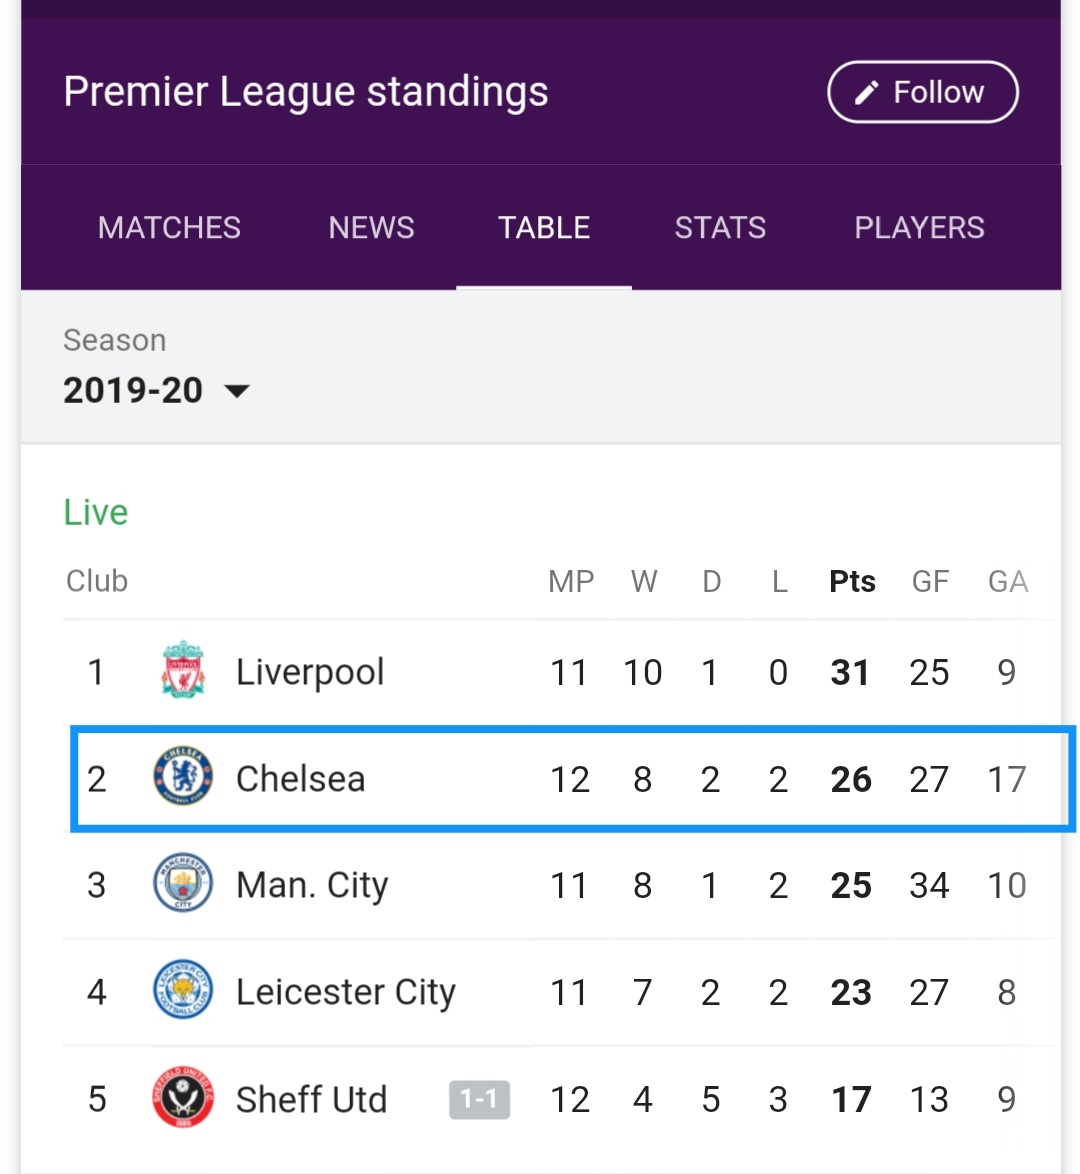 Premier League standings
Follow
MATCHES NEWS TABLE STATS PLAYERS
Season
2019-20
Live
Club MP W D L Pts GF GA
1 Liverpool 11 10 1 0 31 25 9
2 Chelsea 12 8 2 2 26 27 17
3 Man. City 11 8 1 2 25 34 10
4 Leicester City 11 7 2 2 23 27 8
5 Sheff Utd 1-1 12 4 5 3 17 13 9